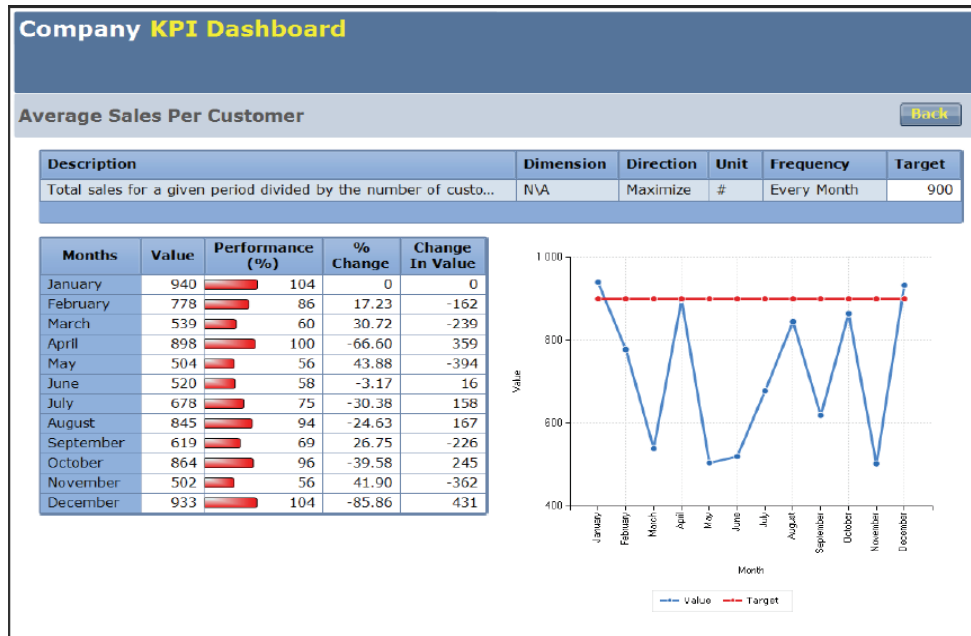 Company KPI Dashboard
Average Sales Per Customer
Back
Description Dimension Direction Unit Frequency Target
Total sales for a given period divided by the number of custo... N\A Maximize # Every Month 900
Months Value Performance (%) % Change Change In Value
January 940 104 0 0
February 778 86 17.23 -162
March 539 60 30.72 -239
April 898 100 -66.60 359
May 504 56 43.88 -394
June 520 58 -3.17 16
July 678 75 -30.38 158
August 845 94 -24.63 167
September 619 69 26.75 -226
October 864 96 -39.58 245
November 502 56 41.90 -362
December 933 104 -85.86 431
1 000
800
600
400
Value
January February March April May June July August September October November December
Month
Value Target